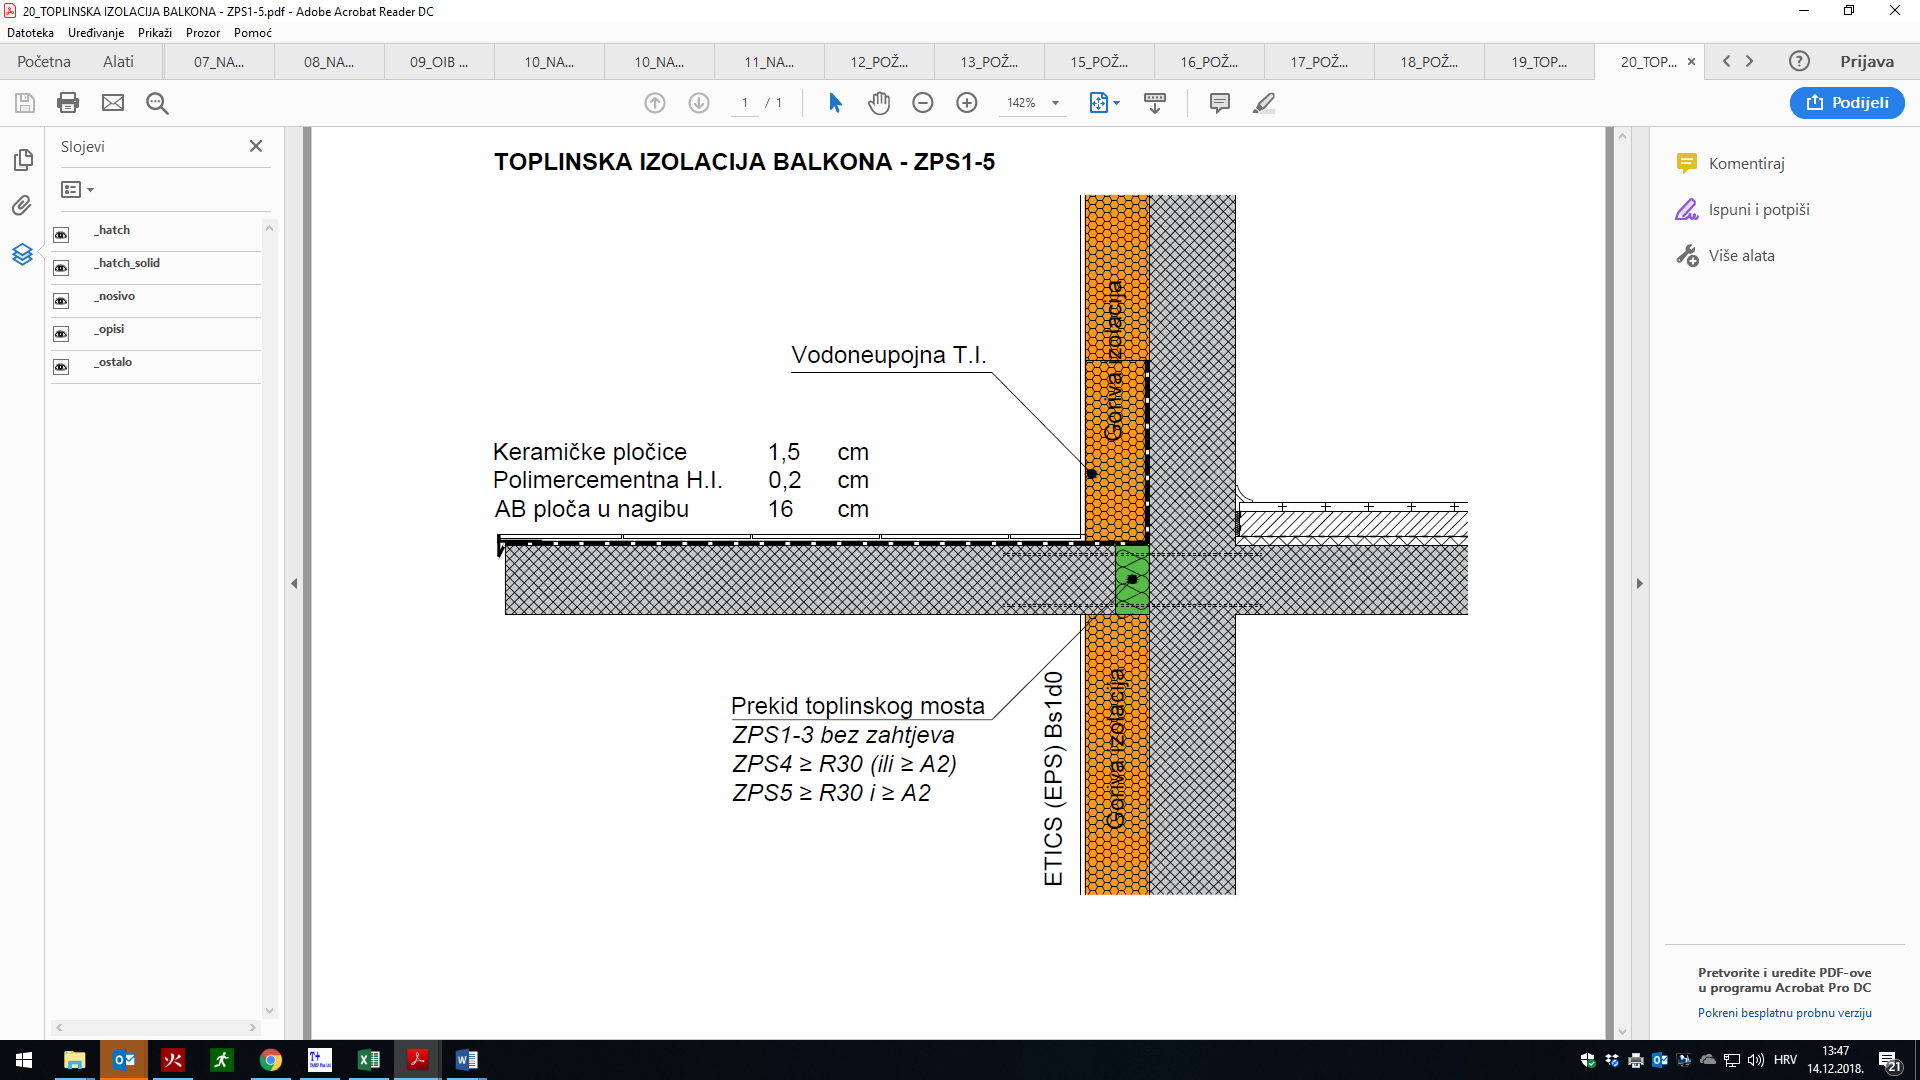 20_TOPLINSKA IZOLACIJA BALKONA - ZPS1-5.pdf - Adobe Acrobat Reader DC
Datoteka Uređivanje Prikaži Prozor Pomoć
Početna Alati 07_NA... 08_NA... 09_OIB ... 10_NA... 10_NA... 11_NA... 12_POŽ... 13_POŽ... 15_POŽ... 16_POŽ... 17_POŽ... 18_POŽ... 19_TOP... 20_TOP... Prijava
1 / 1 142% Podijeli
Slojevi
_hatch
_hatch_solid
_nosivo
_opisi
_ostalo
TOPLINSKA IZOLACIJA BALKONA - ZPS1-5
Goriva izolacija
Vodoneupojna T.I.
Keramičke pločice 1,5 cm
Polimercementna H.I. 0,2 cm
AB ploča u nagibu 16 cm
Prekid toplinskog mosta
ZPS1-3 bez zahtjeva
ZPS4 ≥ R30 (ili ≥ A2)
ZPS5 ≥ R30 i ≥ A2
ETICS (EPS) Bs1d0
Goriva izolacija
Komentiraj
Ispuni i potpiši
Više alata
Pretvorite i uredite PDF-ove
u programu Acrobat Pro DC
Pokreni besplatnu probnu verziju
HRV
13:47
14.12.2018.
21